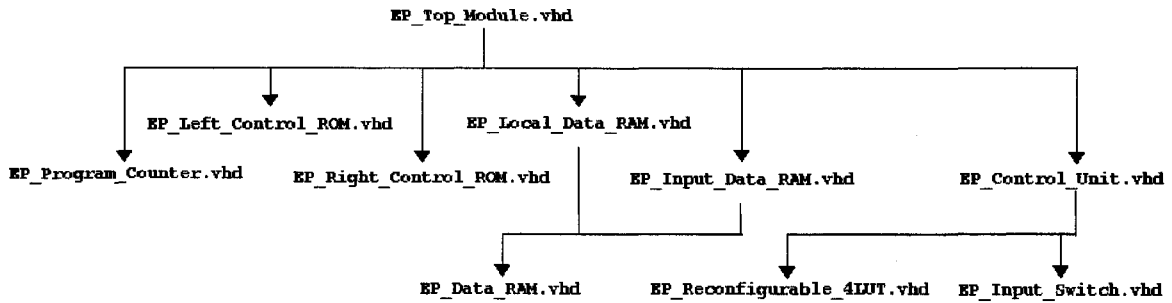 EP_Top_Module.vhd
EP_Left_Control_ROM.vhd
EP_Local_Data_RAM.vhd
EP_Program_Counter.vhd
EP_Right_Control_ROM.vhd
EP_Input_Data_RAM.vhd
EP_Control_Unit.vhd
EP_Data_RAM.vhd
EP_Reconfigurable_4LUT.vhd
EP_Input_Switch.vhd